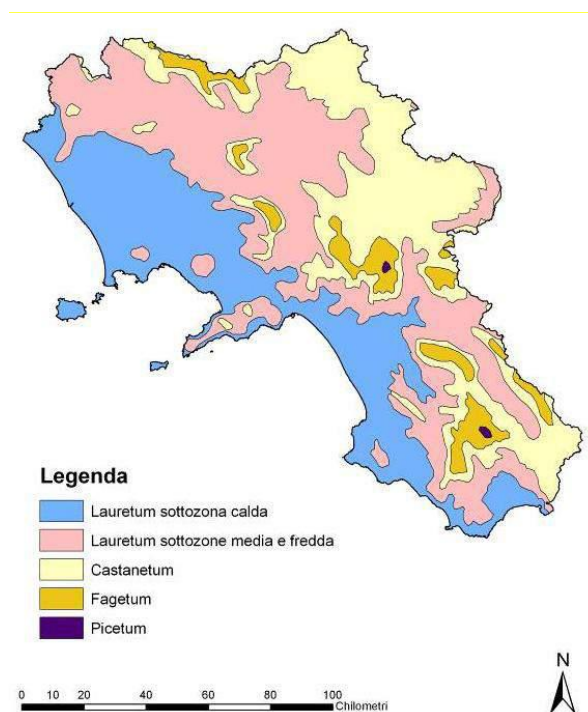 Legenda
Lauretum sottozona calda
Lauretum sottozone media e fredda
Castanetum
Fagetum
Picetum
N
0 10 20 40 60 80 100
Chilometri